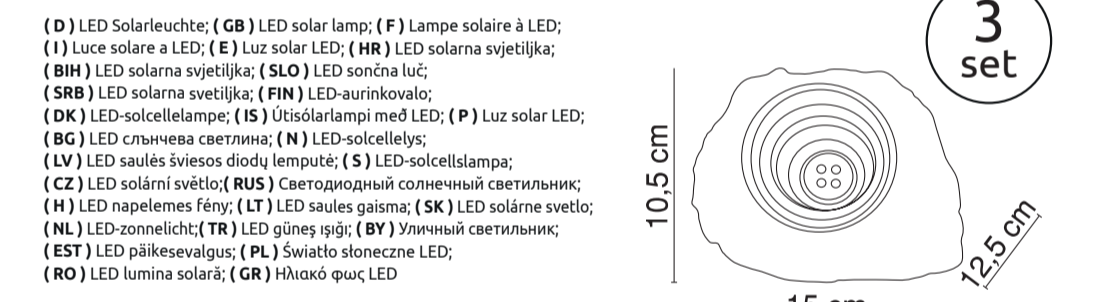 ( D ) LED Solarleuchte; ( GB ) LED solar lamp; ( F ) Lampe solaire à LED;
( I ) Luce solare a LED; ( E ) Luz solar LED; ( HR ) LED solarna svjetiljka;
( BIH ) LED solarna svjetiljka; ( SLO ) LED sončna luč;
( SRB ) LED solarna svetiljka; ( FIN ) LED-aurinkovalo;
( DK ) LED-solcellelampe; ( IS ) Útisólarlampi með LED; ( P ) Luz solar LED;
( BG ) LED слънчева светлина; ( N ) LED-solcellelys;
( LV ) LED saulės šviesos diodų lemputė; ( S ) LED-solcellslampa;
( CZ ) LED solární světlo;( RUS ) Светодиодный солнечный светильник;
( H ) LED napelemes fény; ( LT ) LED saules gaisma; ( SK ) LED solárne svetlo;
( NL ) LED-zonnelicht;( TR ) LED güneş ışığı; ( BY ) Уличный светильник;
( EST ) LED päikesevalgus; ( PL ) Światło słoneczne LED;
( RO ) LED lumina solară; ( GR ) Ηλιακό φως LED
3
set
10,5 cm
12,5 cm
15 cm